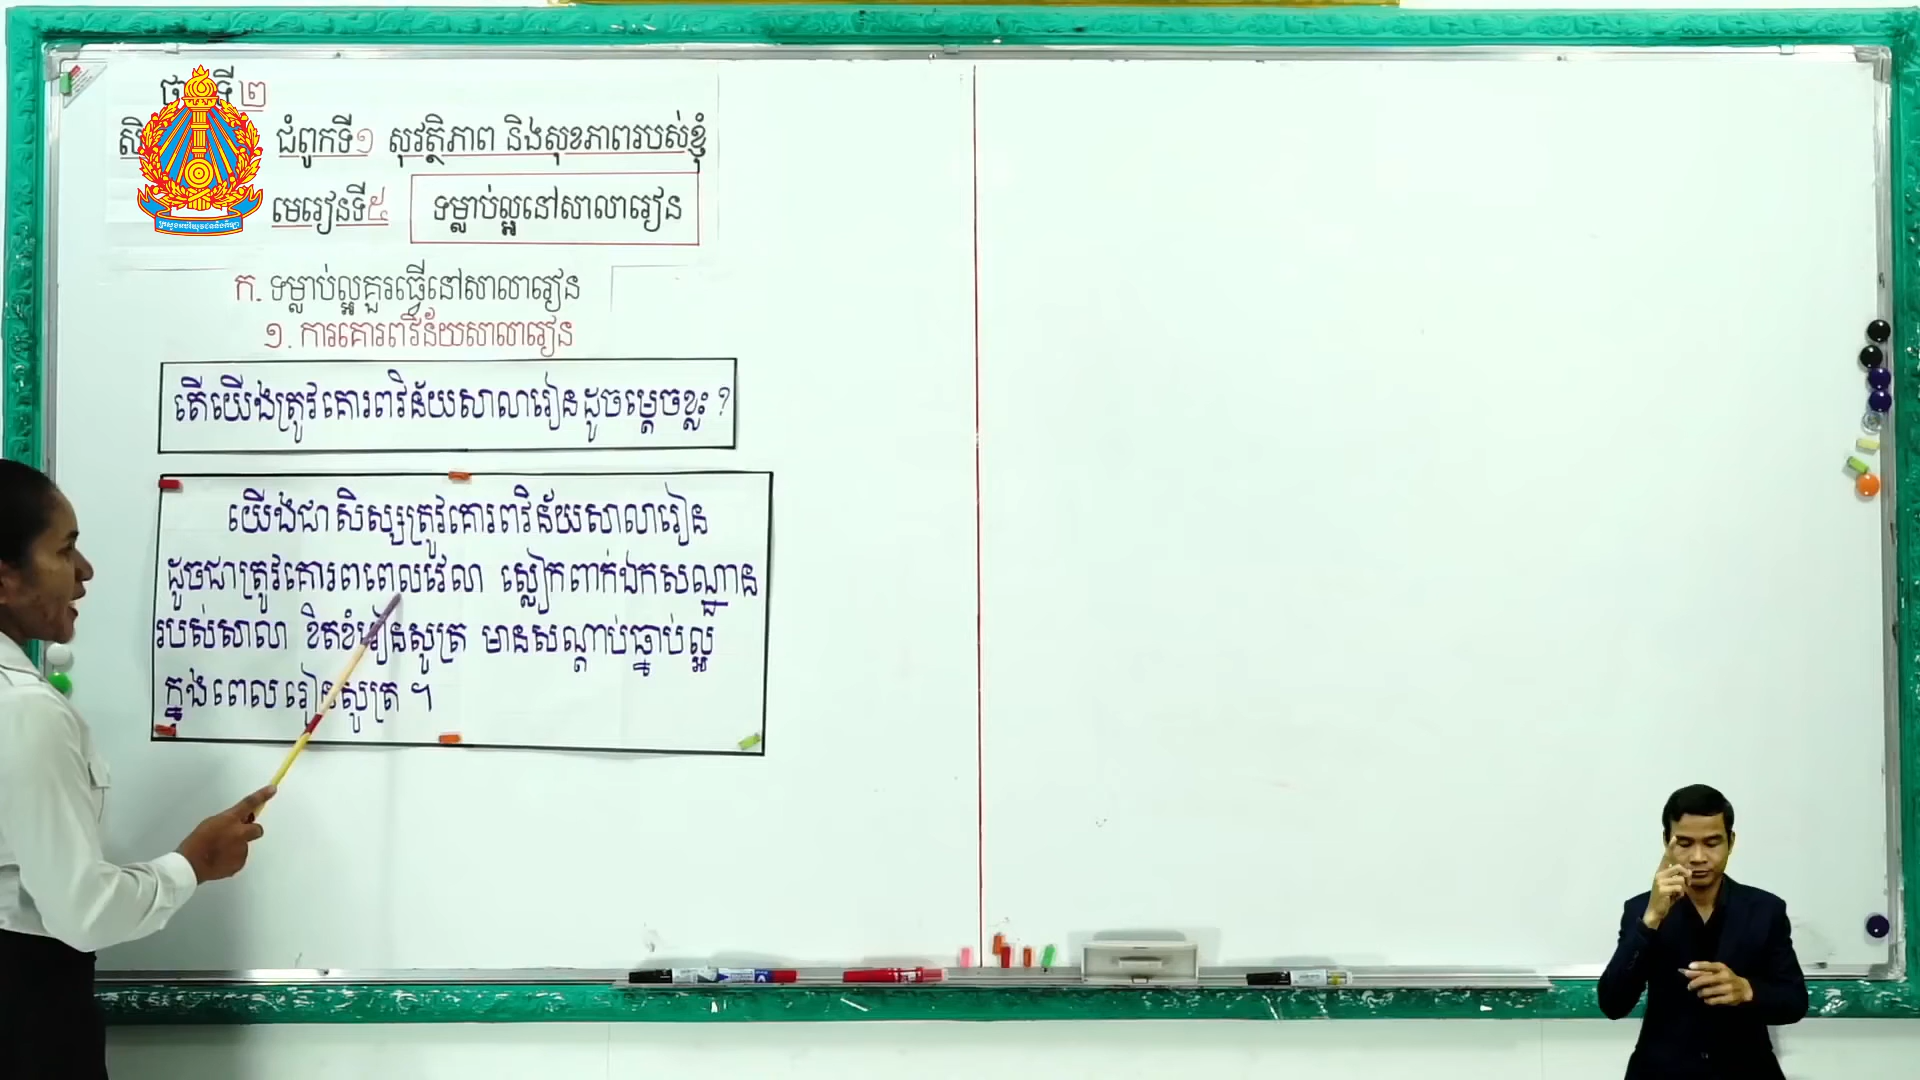 ទី២
ជំពូកទី១ សុវត្ថិភាព និងសុខភាពរបស់ខ្ញុំ
មេរៀនទី៥ ទម្លាប់ល្អនៅសាលារៀន
ក. ទម្លាប់ល្អគួរធ្វើនៅសាលារៀន
១. ការគោរពវិន័យសាលារៀន
តើយើងត្រូវគោរពវិន័យសាលារៀនដូចម្ដេចខ្លះ ?
យើងជាសិស្សត្រូវគោរពវិន័យសាលារៀន
ដូចជាត្រូវគោរពពេលវេលា ស្លៀកពាក់ឯកសណ្ឋាន
របស់សាលា ខិតខំរៀនសូត្រ មានសណ្ដាប់ធ្នាប់ល្អ
ក្នុងពេលរៀនសូត្រ ។